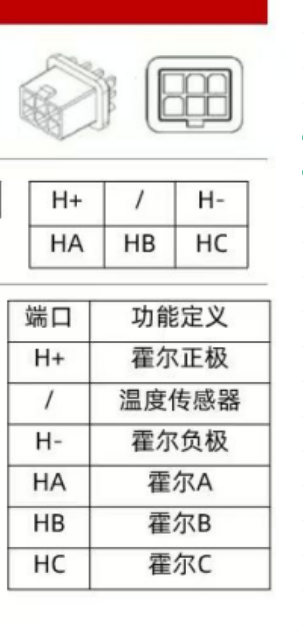 H+ / H-
HA HB HC
端口 功能定义
H+ 霍尔正极
/ 温度传感器
H- 霍尔负极
HA 霍尔A
HB 霍尔B
HC 霍尔C